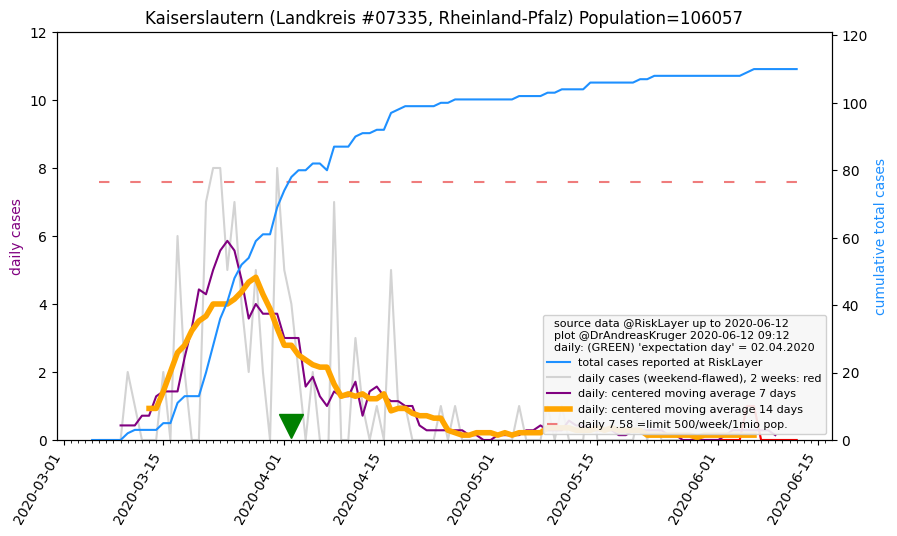 Kaiserslautern (Landkreis #07335, Rheinland-Pfalz) Population=106057
daily cases
12
10
8
6
4
2
0
120
100
80
60
40
20
0
cumulative total cases
source data @RiskLayer up to 2020-06-12
plot @DrAndreasKruger 2020-06-12 09:12
daily: (GREEN) 'expectation day' = 02.04.2020
total cases reported at RiskLayer
daily cases (weekend-flawed), 2 weeks: red
daily: centered moving average 7 days
daily: centered moving average 14 days
daily 7.58 =limit 500/week/1mio pop.
2020-03-01
2020-03-15
2020-04-01
2020-04-15
2020-05-01
2020-05-15
2020-06-01
2020-06-15